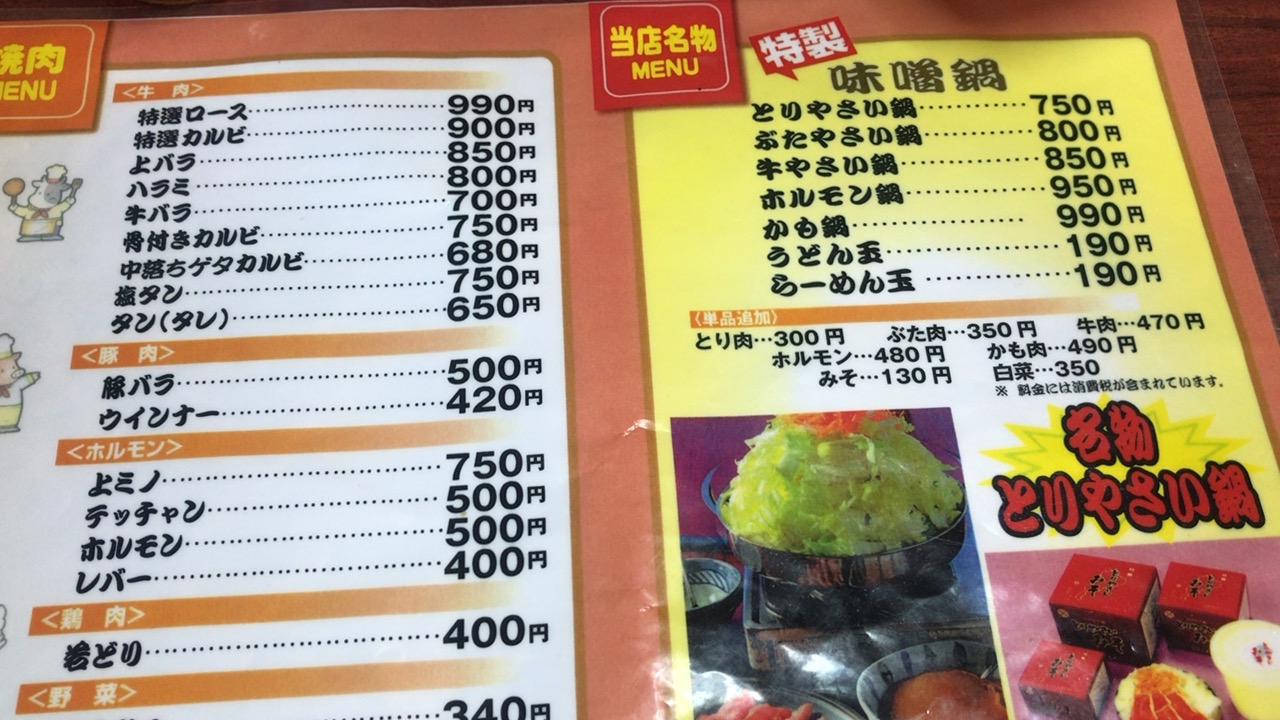 焼肉
MENU
<牛 肉>
特選ロース 990円
特選カルビ 900円
上バラ 850円
ハラミ 800円
牛バラ 700円
骨付きカルビ 750円
中落ちゲタカルビ 680円
塩タン 750円
タン(タレ) 650円
<豚 肉>
豚バラ 500円
ウインナー 420円
<ホルモン>
上ミノ 750円
テッチャン 500円
ホルモン 500円
レバー 400円
<鶏 肉>
若どり 400円
<野 菜>
340円
当店名物
MENU
特製
味噌鍋
とりやさい鍋 750円
ぶたやさい鍋 800円
牛やさい鍋 850円
ホルモン鍋 950円
かも鍋 990円
うどん玉 190円
らーめん玉 190円
<単品追加>
とり肉…300円 ぶた肉…350円 牛肉…470円
ホルモン…480円 かも肉…490円
みそ…130円 白菜…350
※ 料金には消費税が含まれています。
名物
とりやさい鍋